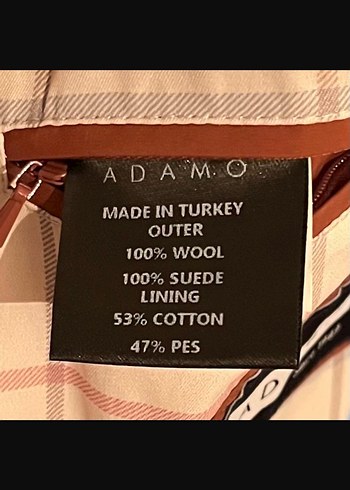 ADAMO
MADE IN TURKEY
OUTER
100% WOOL
100% SUEDE
LINING
53% COTTON
47% PES